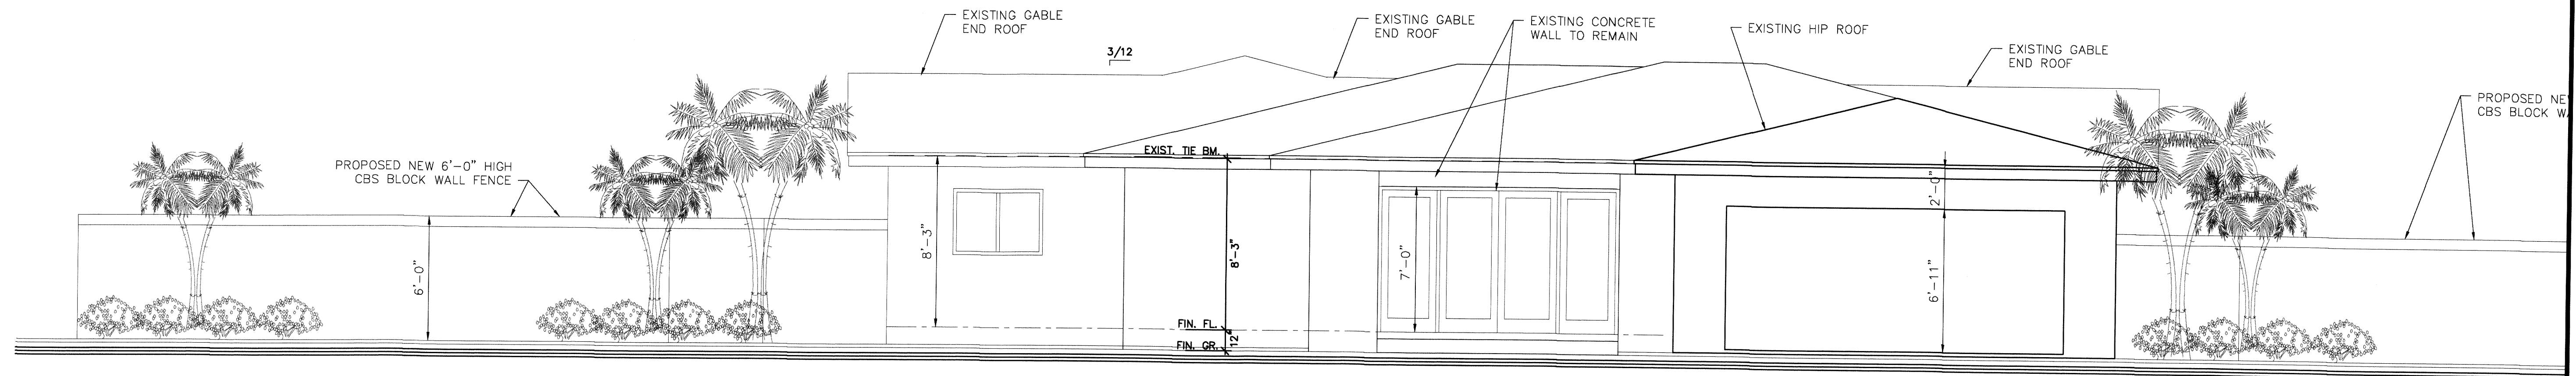 EXISTING GABLE
END ROOF
3/12
EXISTING GABLE
END ROOF
EXISTING CONCRETE
WALL TO REMAIN
EXISTING HIP ROOF
EXISTING GABLE
END ROOF
PROPOSED NE
CBS BLOCK W
PROPOSED NEW 6'-0" HIGH
CBS BLOCK WALL FENCE
EXIST. TIE BM.
6'-0"
8'-3"
8'-3"
7'-0"
2'-0"
6'-11"
FIN. FL.
12"
FIN. GR.